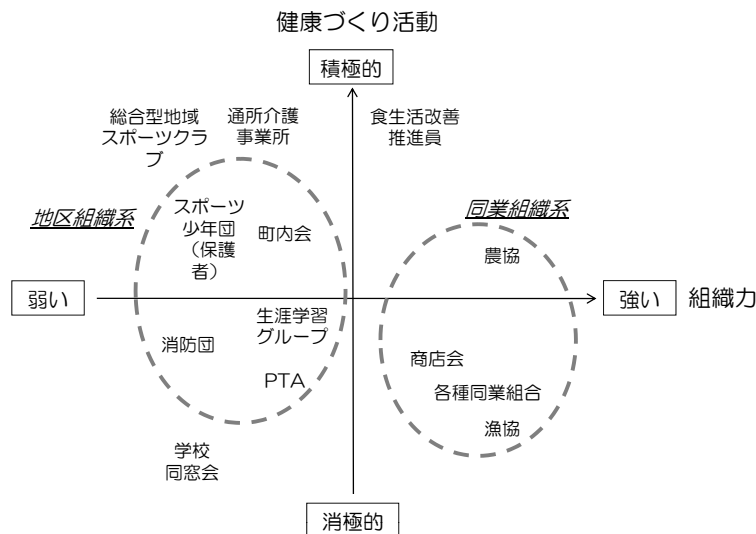 健康づくり活動
積極的
総合型地域
スポーツクラ
ブ
通所介護
事業所
食生活改善
推進員
地区組織系
同業組織系
スポーツ
少年団
（保護
者）
町内会
農協
弱い
強い
組織力
消防団
生涯学習
グループ
PTA
商店会
各種同業組合
漁協
学校
同窓会
消極的